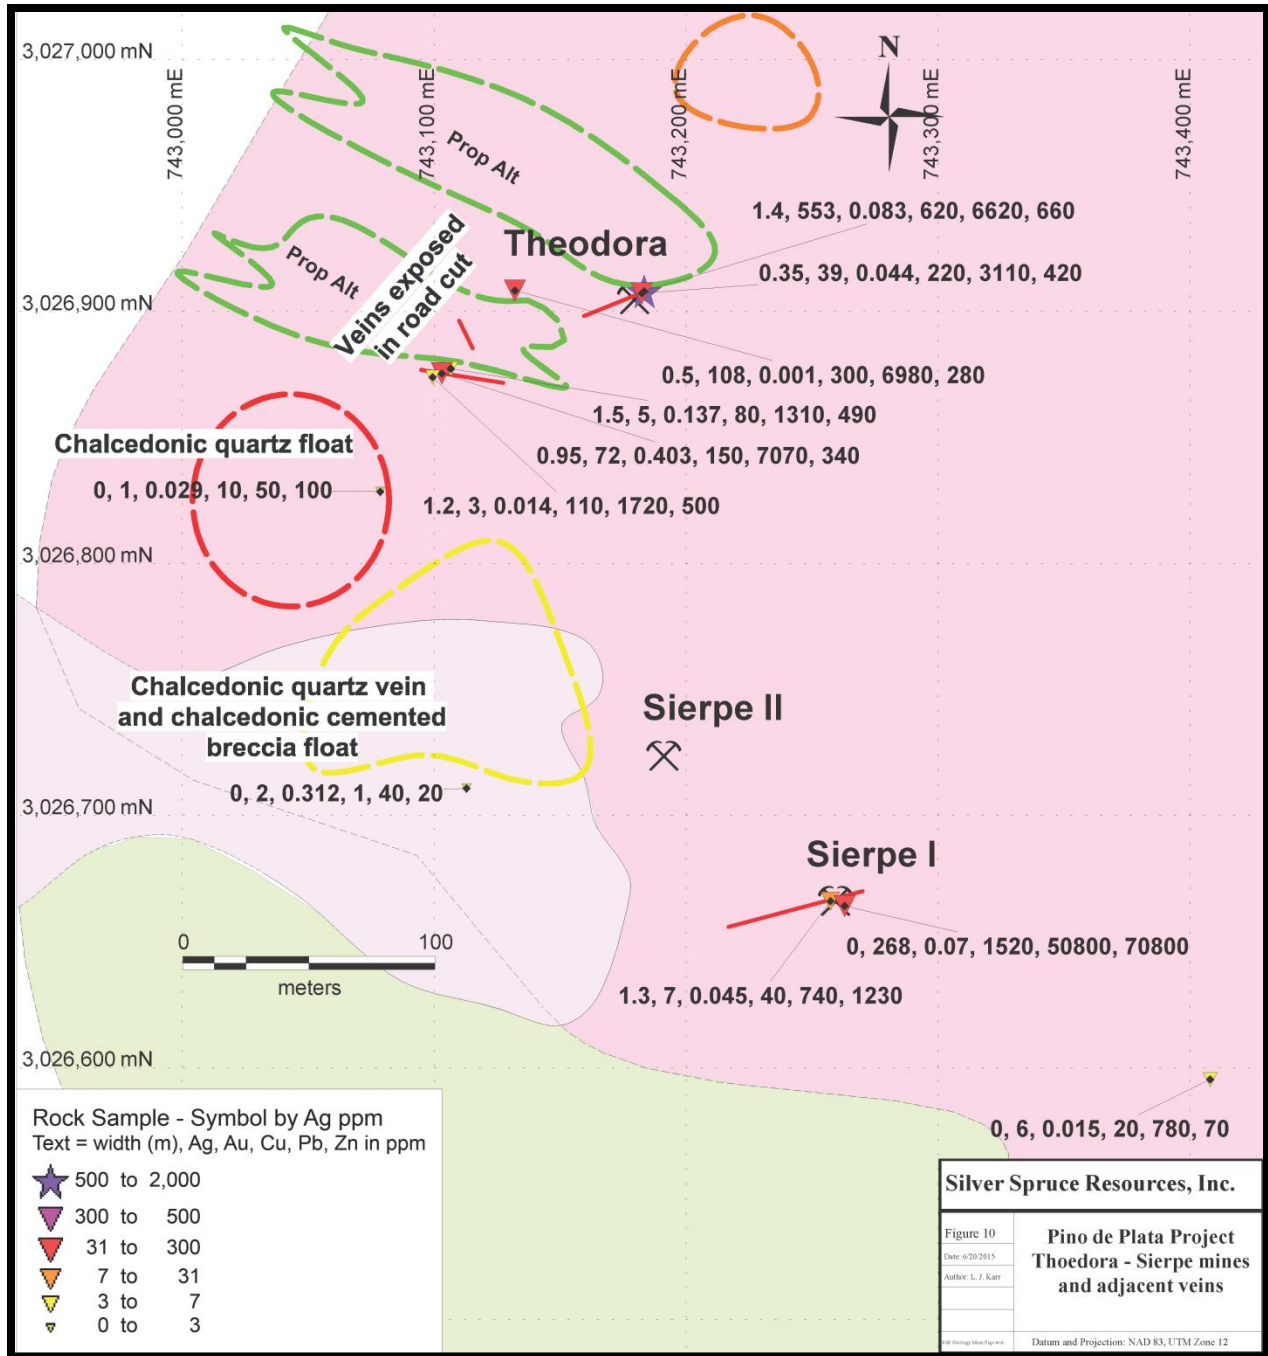 3,027,000 mN
743,000 mE
743,100 mE
743,200 mE
743,300 mE
743,400 mE
N
Prop Alt
1.4, 553, 0.083, 620, 6620, 660
Theodora
Prop Alt
Veins exposed
in road cut
0.35, 39, 0.044, 220, 3110, 420
3,026,900 mN
0.5, 108, 0.001, 300, 6980, 280
1.5, 5, 0.137, 80, 1310, 490
Chalcedonic quartz float
0.95, 72, 0.403, 150, 7070, 340
0, 1, 0.029, 10, 50, 100
1.2, 3, 0.014, 110, 1720, 500
3,026,800 mN
Chalcedonic quartz vein
and chalcedonic cemented
breccia float
Sierpe II
0, 2, 0.312, 1, 40, 20
3,026,700 mN
Sierpe I
0 100
meters
0, 268, 0.07, 1520, 50800, 70800
1.3, 7, 0.045, 40, 740, 1230
3,026,600 mN
0, 6, 0.015, 20, 780, 70
Rock Sample - Symbol by Ag ppm
Text = width (m), Ag, Au, Cu, Pb, Zn in ppm
500 to 2,000
300 to 500
31 to 300
7 to 31
3 to 7
0 to 3
Silver Spruce Resources, Inc.
Figure 10
Date: 6/20/2015
Author: L. J. Karr
Pino de Plata Project
Thoedora - Sierpe mines
and adjacent veins
Datum and Projection: NAD 83, UTM Zone 12